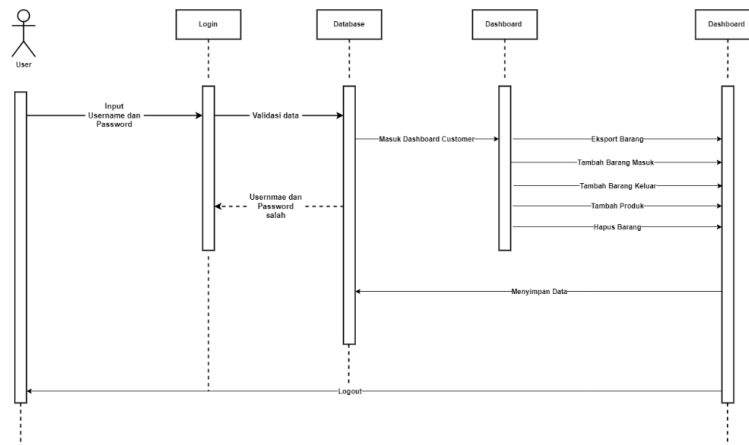 Login
Database
Dashboard
Dashboard
User
Input
Username dan
Password
Validasi data
Masuk Dashboard Customer
Eksport Barang
Tambah Barang Masuk
Tambah Barang Keluar
Tambah Produk
Hapus Barang
Usernmae dan
Password
salah
Menyimpan Data
Logout